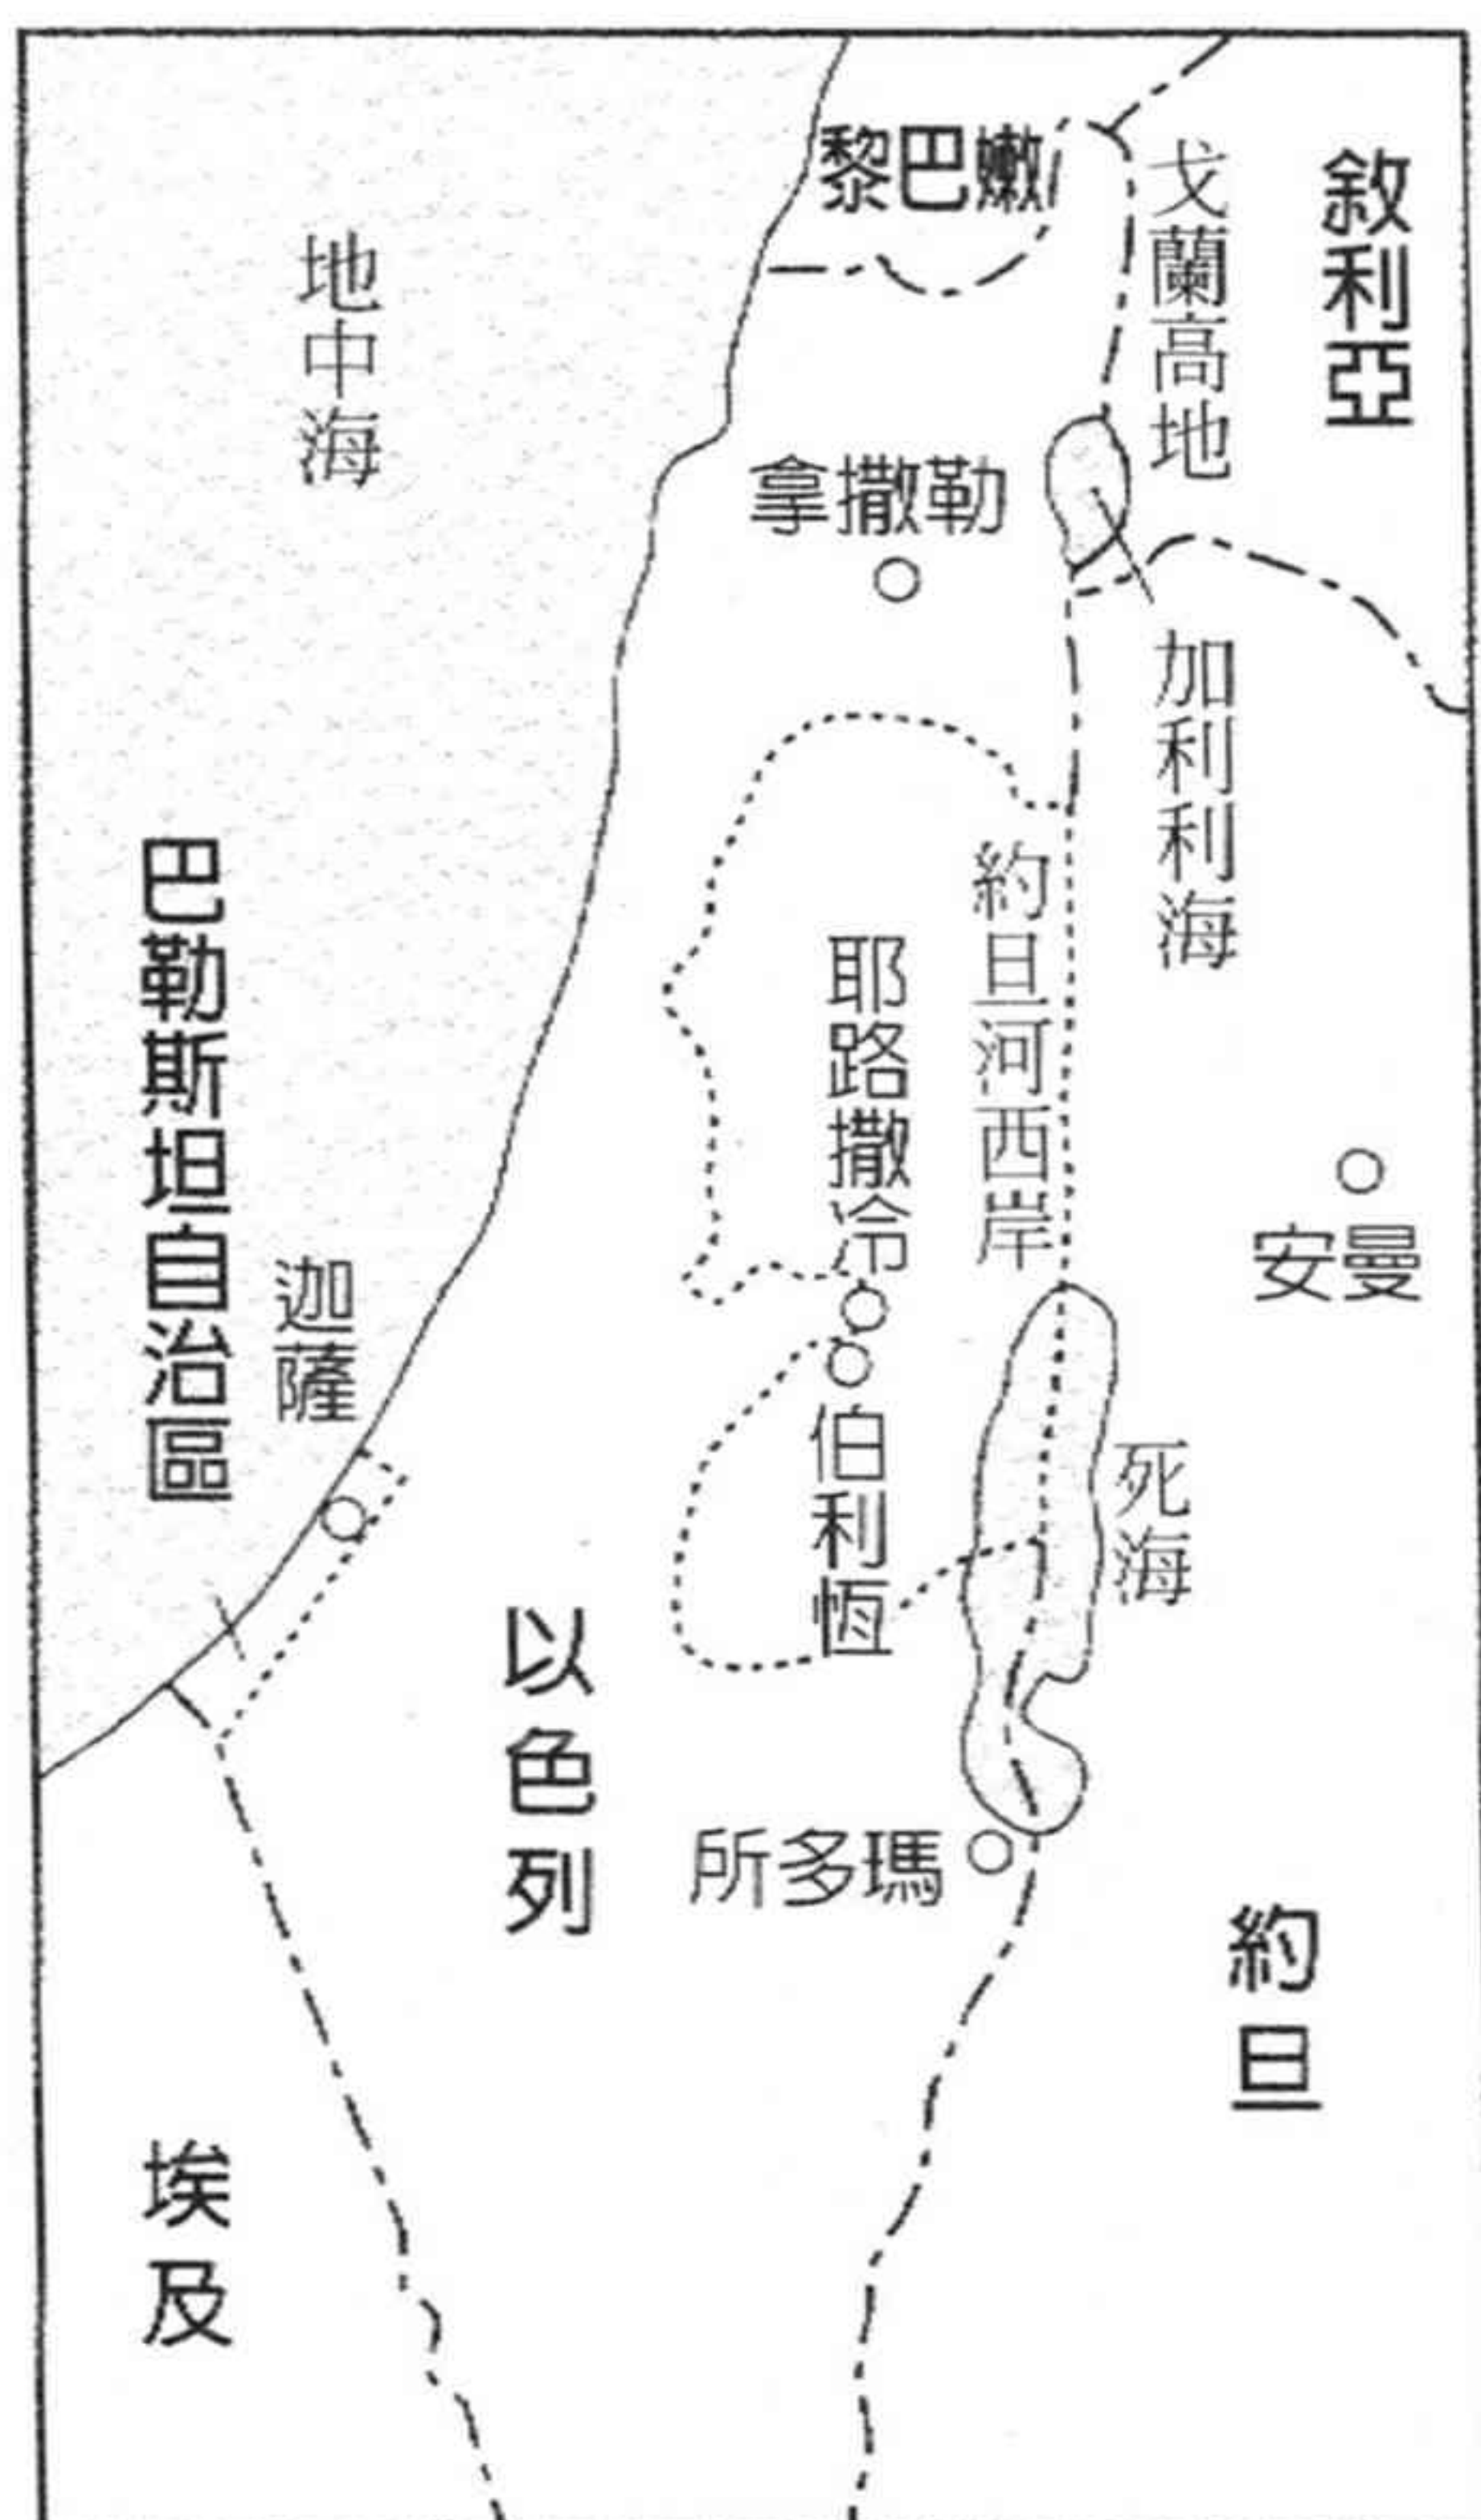 黎巴嫩
戈蘭高地
敘利亞
地中海
拿撒勒
加利利海
巴勒斯坦自治區
迦薩
耶路撒冷
約旦河西岸
安曼
伯利恆
死海
以色列
所多瑪
約旦
埃及